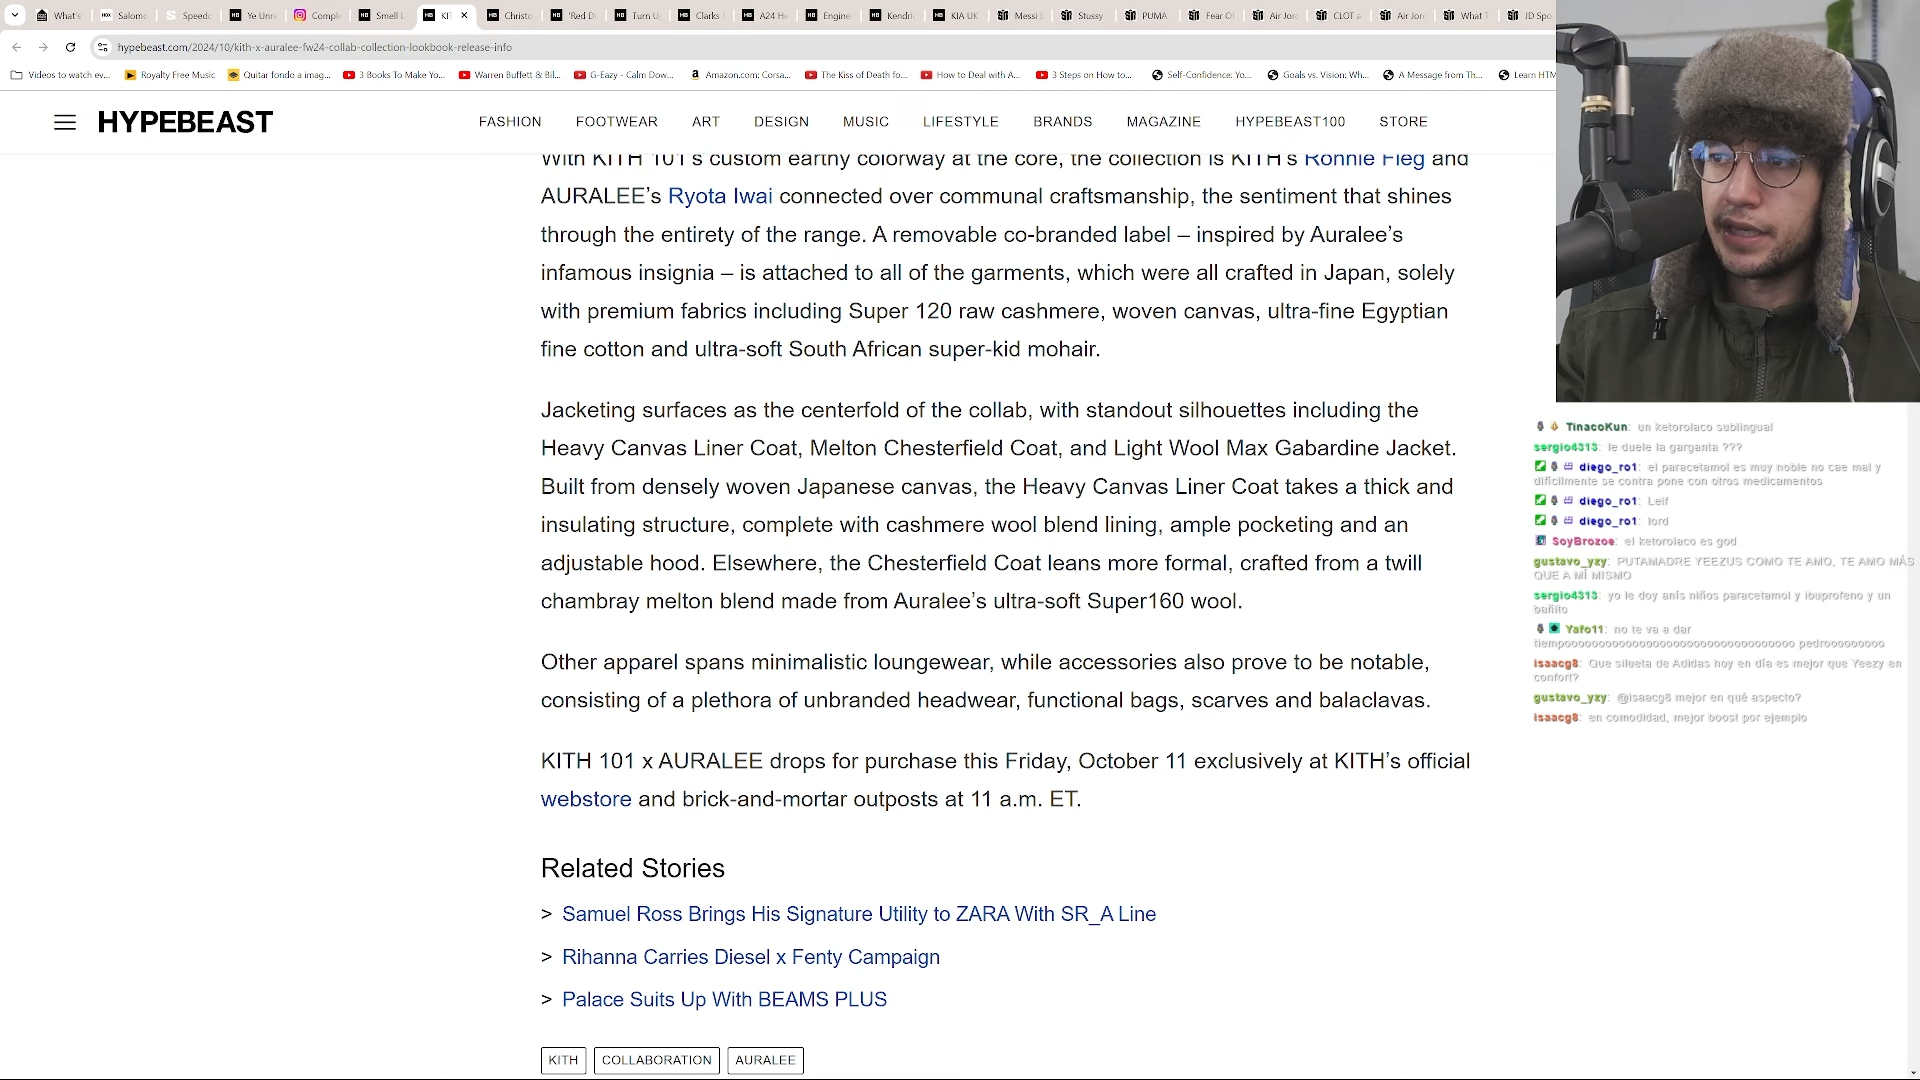 What's
Salom
Speed
Ye Unre
Comple
Smell L
KIT
Christo
'Red D
Turn U
Clarks
A24 He
Engine
Kendri
KIA UK
Messi
Stussy
PUMA
Fear O
Air Jor
CLOT a
Air Jor
What T
JD Spo
hypebeast.com/2024/10/kith-x-auralee-fw24-collab-collection-lookbook-release-info
Videos to watch ev...
Royalty Free Music
Quitar fondo a imag...
3 Books To Make Yo...
Warren Buffett & Bil...
G-Eazy - Calm Dow...
Amazon.com: Corsa...
The Kiss of Death fo...
How to Deal with A...
3 Steps on How to...
Self-Confidence: Yo...
Goals vs. Vision: Wh...
A Message from Th...
Learn HTM
HYPEBEAST
FASHION FOOTWEAR ART DESIGN MUSIC LIFESTYLE BRANDS MAGAZINE HYPEBEAST100 STORE
With KITH 101's custom earthy colorway at the core, the collection is KITH's Ronnie Fieg and
AURALEE’s Ryota Iwai connected over communal craftsmanship, the sentiment that shines
through the entirety of the range. A removable co-branded label – inspired by Auralee’s
infamous insignia – is attached to all of the garments, which were all crafted in Japan, solely
with premium fabrics including Super 120 raw cashmere, woven canvas, ultra-fine Egyptian
fine cotton and ultra-soft South African super-kid mohair.
Jacketing surfaces as the centerfold of the collab, with standout silhouettes including the
Heavy Canvas Liner Coat, Melton Chesterfield Coat, and Light Wool Max Gabardine Jacket.
Built from densely woven Japanese canvas, the Heavy Canvas Liner Coat takes a thick and
insulating structure, complete with cashmere wool blend lining, ample pocketing and an
adjustable hood. Elsewhere, the Chesterfield Coat leans more formal, crafted from a twill
chambray melton blend made from Auralee’s ultra-soft Super160 wool.
Other apparel spans minimalistic loungewear, while accessories also prove to be notable,
consisting of a plethora of unbranded headwear, functional bags, scarves and balaclavas.
KITH 101 x AURALEE drops for purchase this Friday, October 11 exclusively at KITH’s official
webstore and brick-and-mortar outposts at 11 a.m. ET.
Related Stories
> Samuel Ross Brings His Signature Utility to ZARA With SR_A Line
> Rihanna Carries Diesel x Fenty Campaign
> Palace Suits Up With BEAMS PLUS
KITH COLLABORATION AURALEE
TinacoKun: un ketorolaco sublingual
sergio4313: le duele la garganta ???
diego_ro1: el paracetamol es muy noble no cae mal y
dificilmente se contra pone con otros medicamentos
diego_ro1: Leif
diego_ro1: lord
SoyBrozoe: el ketorolaco es god
gustavo_yzy: PUTAMADRE YEEZUS COMO TE AMO, TE AMO MÁS
QUE A MÍ MISMO
sergio4313: yo le doy anís niños paracetamol y ibuprofeno y un
bañito
Yafo11: no te va a dar
tiempooooooooooooooooooooooooooooooooo pedrooooooooo
isaacg8: Que silueta de Adidas hoy en día es mejor que Yeezy en
confort?
gustavo_yzy: @isaacg8 mejor en qué aspecto?
isaacg8: en comodidad, mejor boost por ejemplo